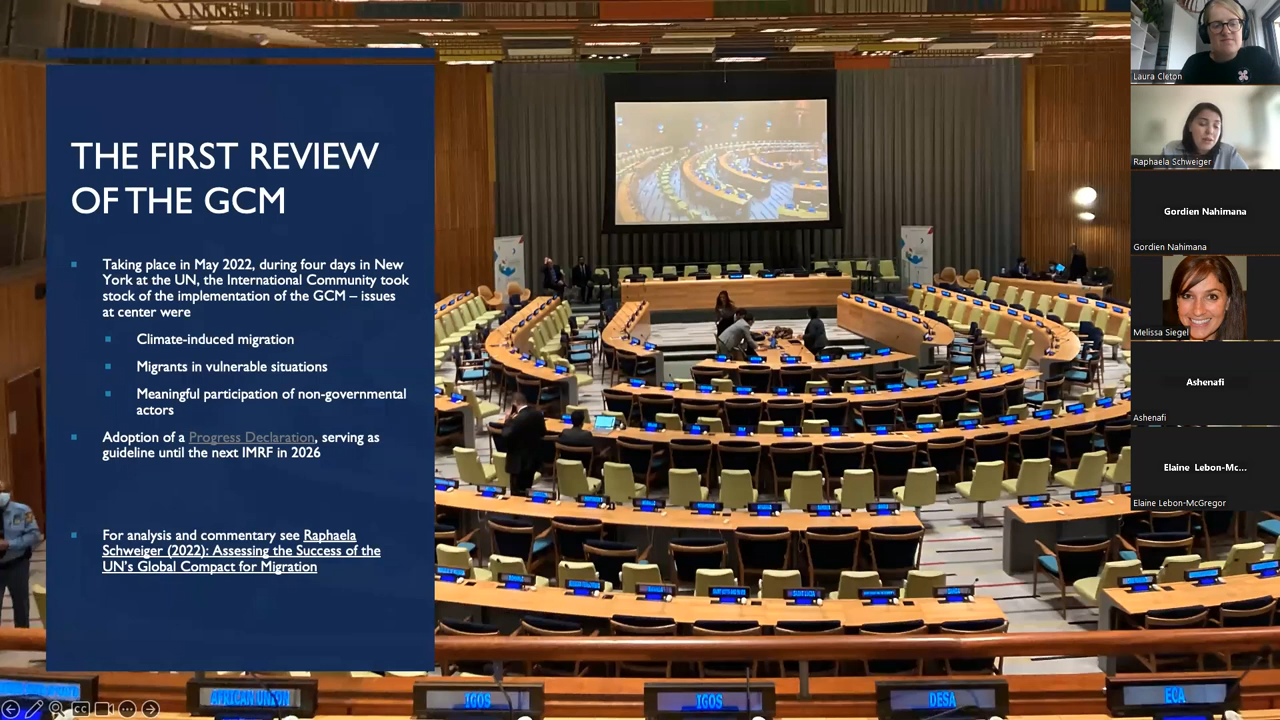 THE FIRST REVIEW
OF THE GCM
Taking place in May 2022, during four days in New
York at the UN, the International Community took
stock of the implementation of the GCM – issues
at center were
Climate-induced migration
Migrants in vulnerable situations
Meaningful participation of non-governmental
actors
Adoption of a Progress Declaration, serving as
guideline until the next IMRF in 2026
For analysis and commentary see Raphaela
Schweiger (2022): Assessing the Success of the
UN's Global Compact for Migration
AFRICAN UNION
IGOS
IGOS
DESA
ECA
CC
Laura Cleton
Raphaela Schweiger
Gordien Nahimana
Gordien Nahimana
Melissa Siegel
Ashenafi
Ashenafi
Elaine Lebon-Mc...
Elaine Lebon-McGregor